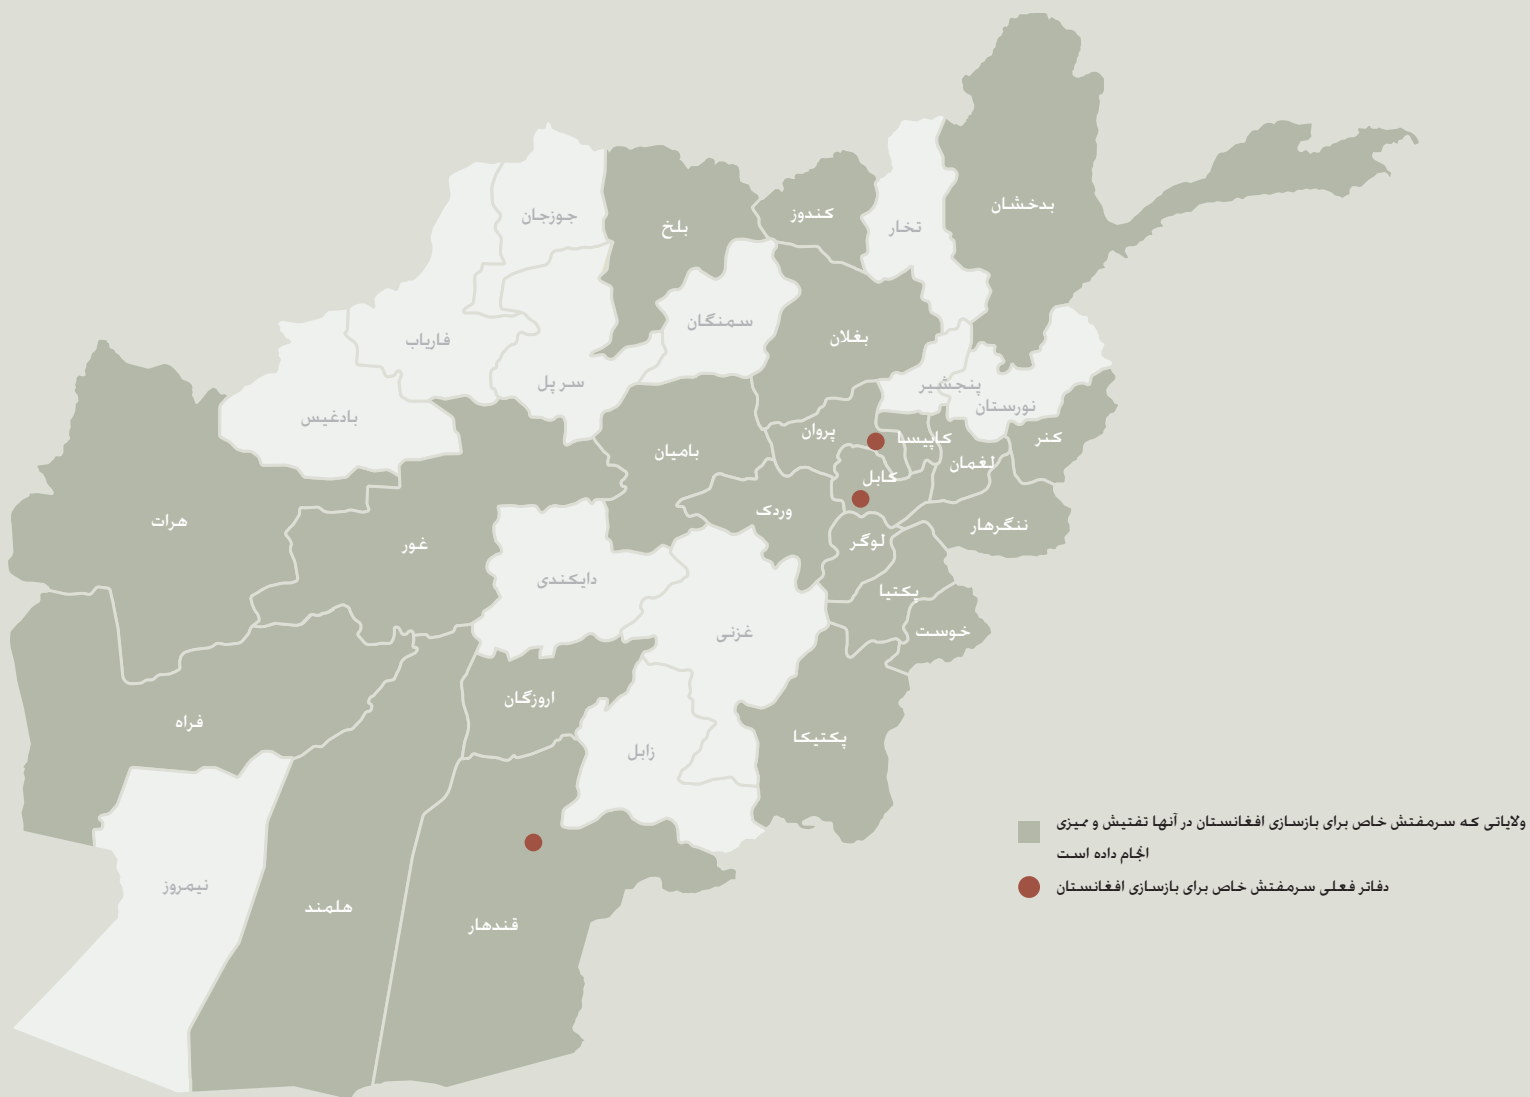 بدخشان
کندوز
جوزجان
تخار
بلخ
سمنگان
بغلان
فاریاب
سر پل
پنجشیر
نورستان
بادغیس
پروان
کاپیسا
کنر
بامیان
لغمان
کابل
وردک
هرات
ننگرهار
لوگر
غور
دایکندی
پکتیا
غزنی
خوست
اروزگان
فراه
پکتیکا
زابل
نیمروز
هلمند
قندهار
ولایاتی که سرمفتش خاص برای بازسازی افغانستان در آنها تفتیش و ممیزی
انجام داده است
دفاتر فعلی سرمفتش خاص برای بازسازی افغانستان